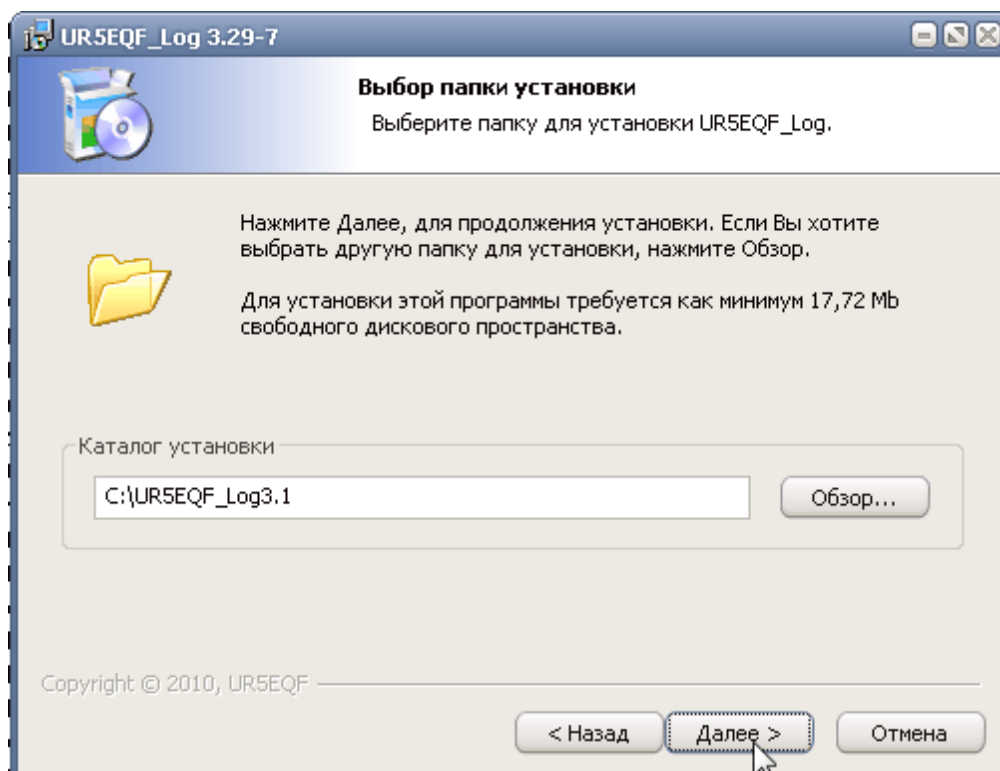 UR5EQF_Log 3.29-7
Выбор папки установки
Выберите папку для установки UR5EQF_Log.
Нажмите Далее, для продолжения установки. Если Вы хотите
выбрать другую папку для установки, нажмите Обзор.
Для установки этой программы требуется как минимум 17,72 Mb
свободного дискового пространства.
Каталог установки
C:\UR5EQF_Log3.1
Обзор...
Copyright © 2010, UR5EQF
< Назад
Далее >
Отмена